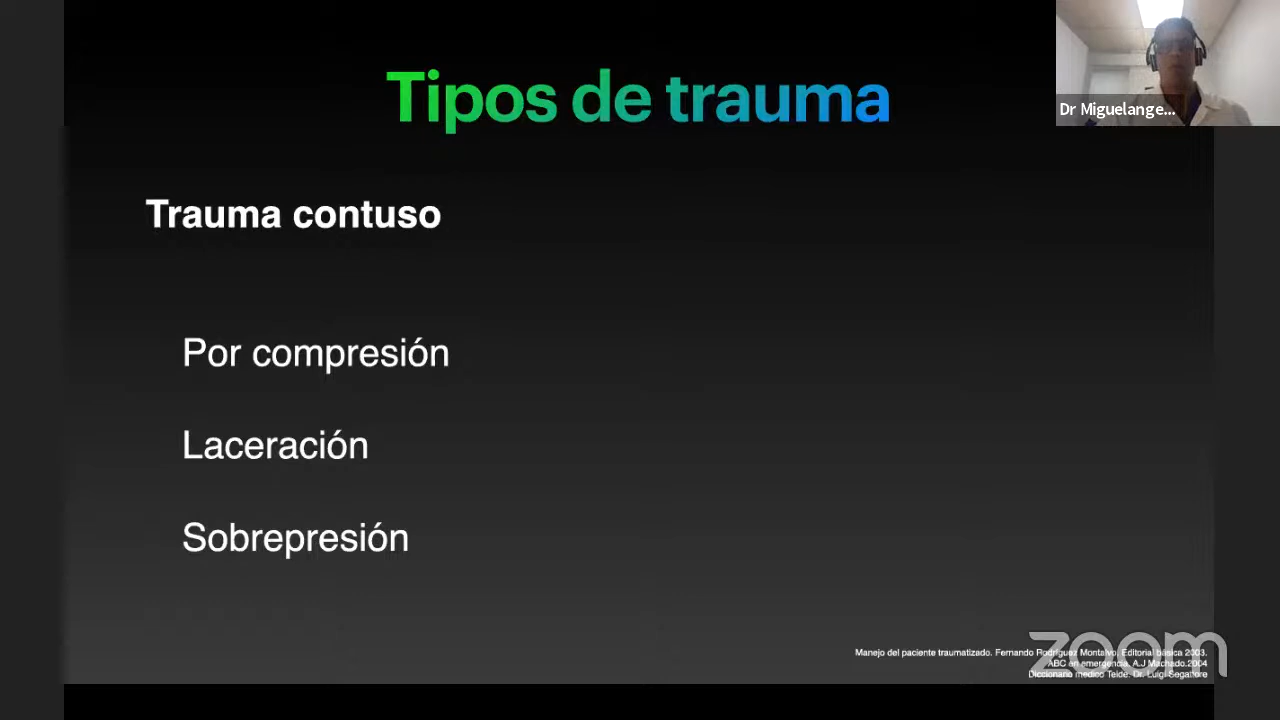 Tipos de trauma
Dr Miguelange...
Trauma contuso
Por compresión
Laceración
Sobrepresión
Manejo del paciente traumatizado. Fernando Rodríguez Montalvo. Editorial básica 2003.
ABC en emergencia. A.J Machado.2004
Diccionario medico Teide. Dr. Luigi Segatore
zoom